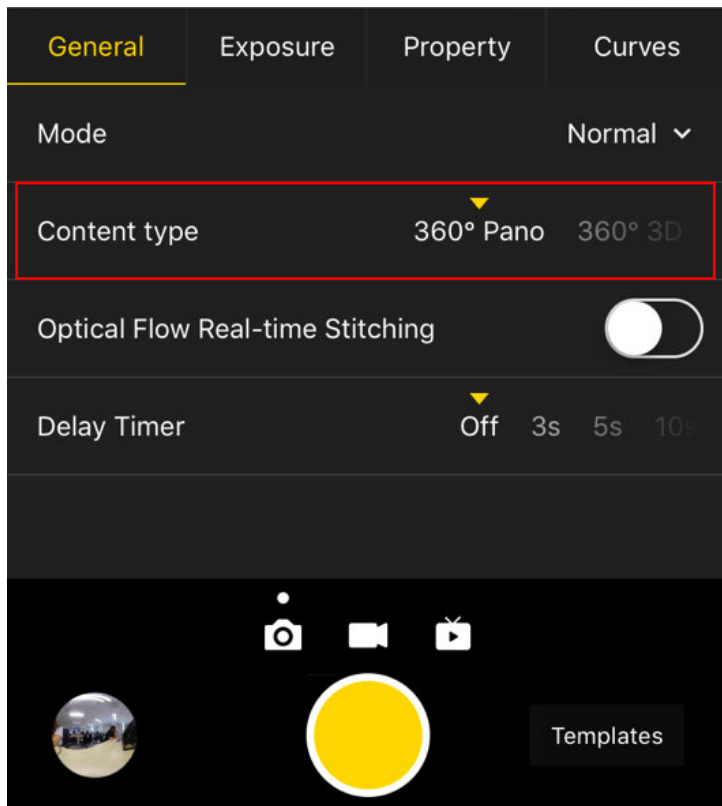 General Exposure Property Curves
Mode Normal
Content type 360° Pano 360° 3D
Optical Flow Real-time Stitching
Delay Timer Off 3s 5s 10s
Templates